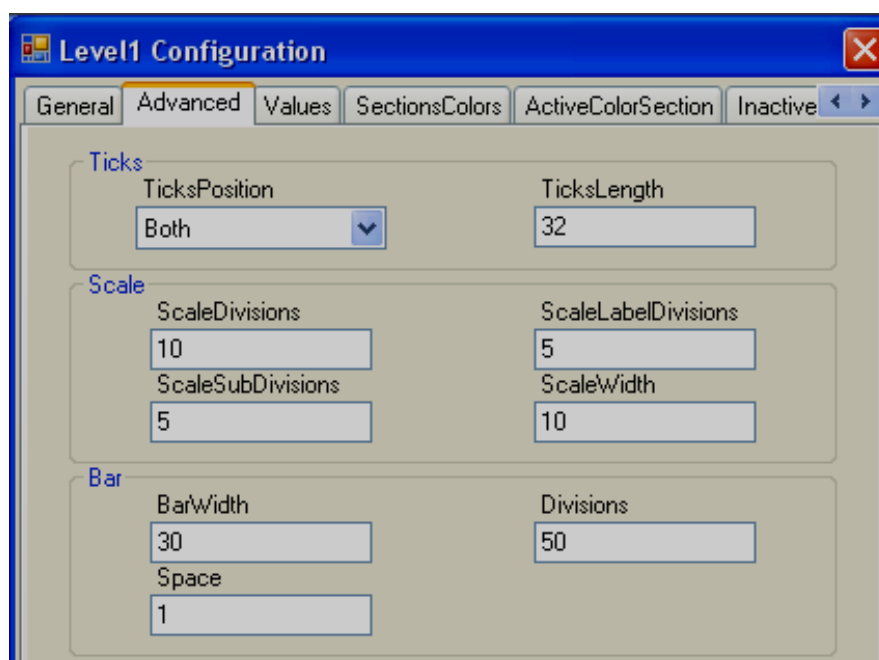 Level1 Configuration
General Advanced Values SectionsColors ActiveColorSection Inactive
Ticks
TicksPosition TicksLength
Both 32
Scale
ScaleDivisions ScaleLabelDivisions
10 5
ScaleSubDivisions ScaleWidth
5 10
Bar
BarWidth Divisions
30 50
Space
1